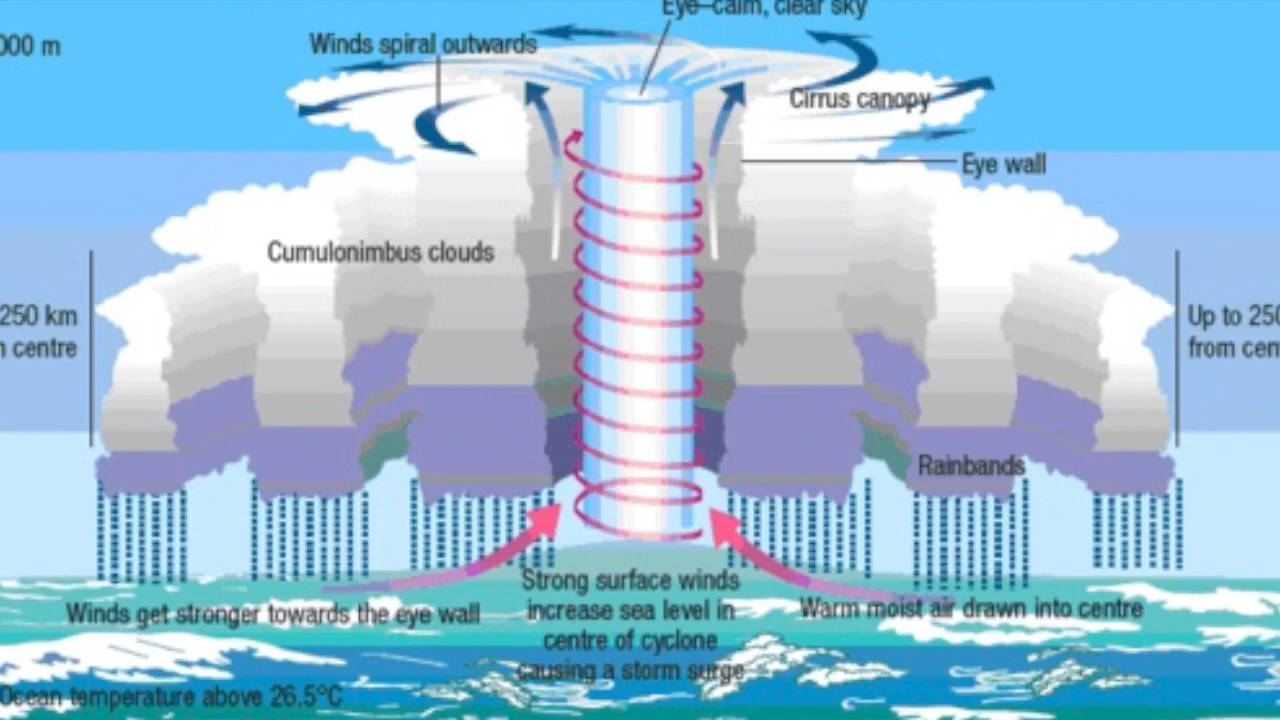 Eye–calm, clear sky
000 m
Winds spiral outwards
Cirrus canopy
Eye wall
Cumulonimbus clouds
250 km
centre
Up to 250
from cen
Rainbands
Winds get stronger towards the eye wall
Strong surface winds
increase sea level in
centre of cyclone
causing a storm surge
Warm moist air drawn into centre
Ocean temperature above 26.5°C